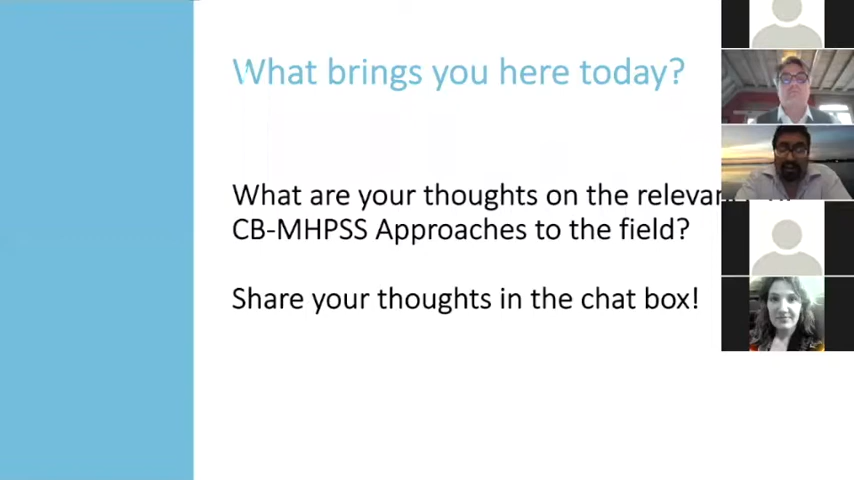 What brings you here today?
What are your thoughts on the
CB-MHPSS Approaches to the field?
Share your thoughts in the chat box!